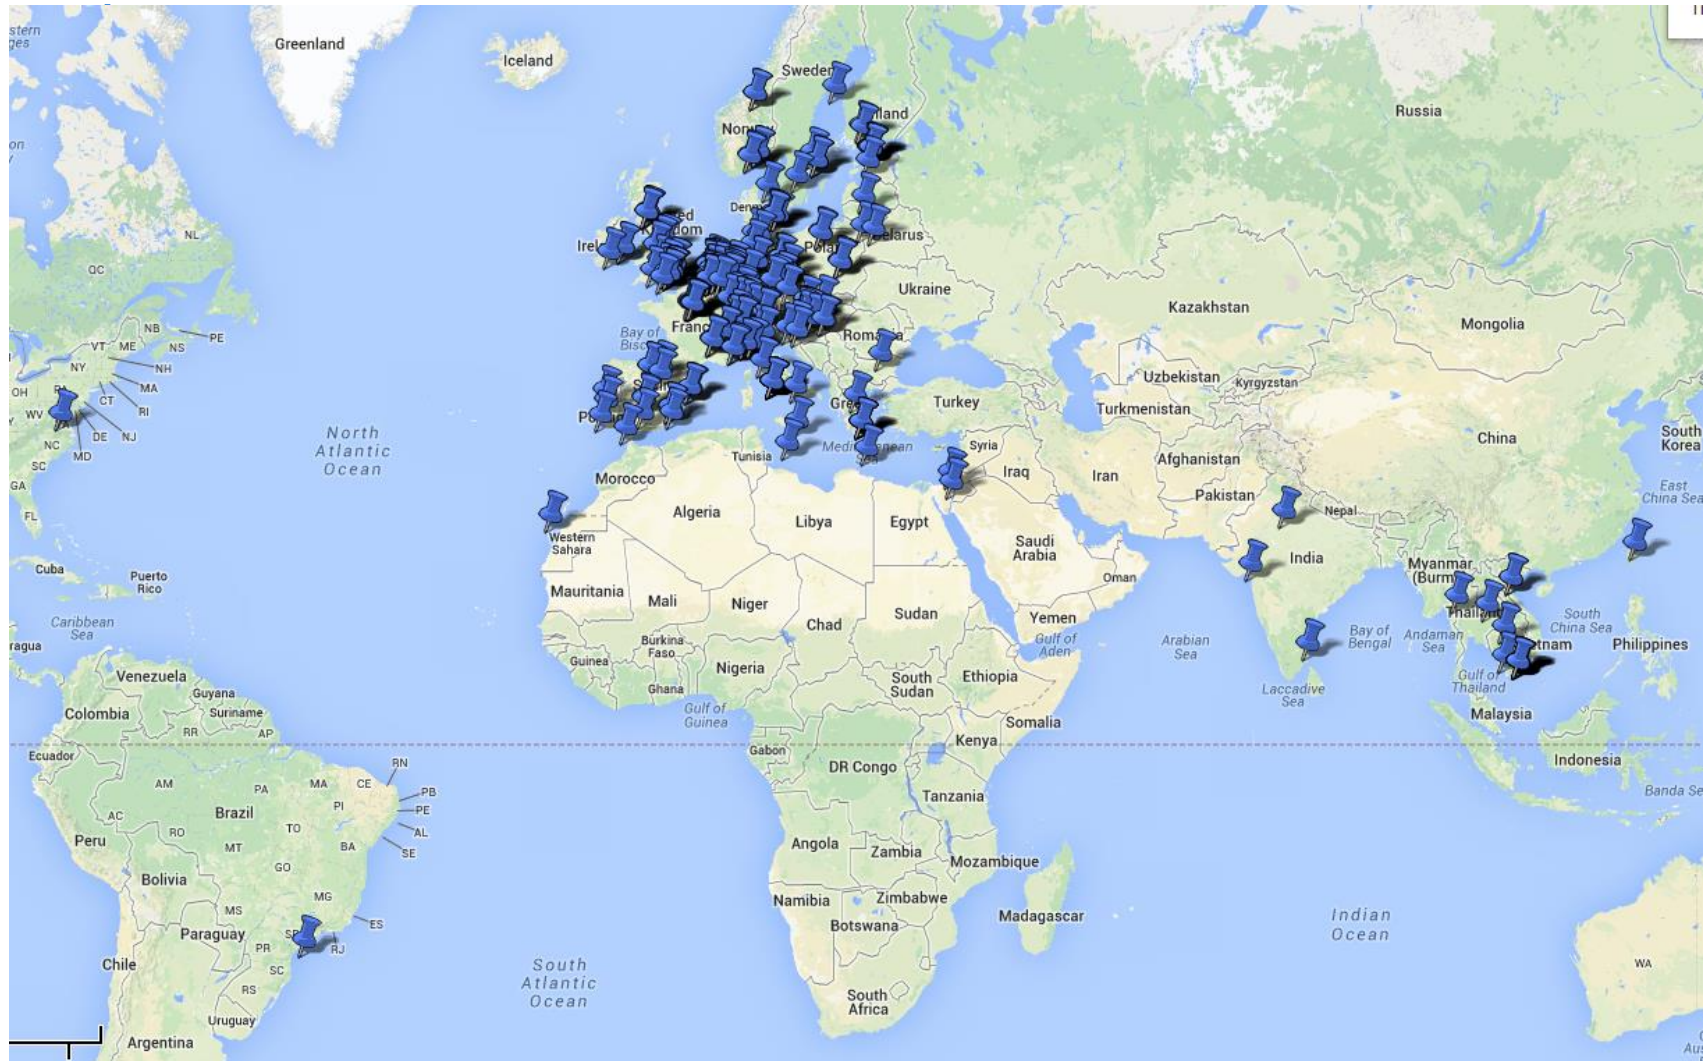 Greenland
Iceland
Sweden
Russia
NL
QC
Kazakhstan
Ukraine
Mongolia
NB
PE
VT
ME
NS
NY
NH
OH
MA
CT
RI
WV
DE
NJ
NC
MD
SC
GA
FL
North
Atlantic
Ocean
Uzbekistan
Kyrgyzstan
Turkey
Turkmenistan
China
South
Korea
Syria
Afghanistan
Iraq
Iran
Pakistan
Tunisia
Morocco
Nepal
East
China Sea
Algeria
Libya
Egypt
Western
Sahara
Saudi
Arabia
India
Myanmar
Oman
Cuba
Puerto
Rico
Mauritania
Mali
Niger
Sudan
Yemen
Chad
Caribbean
Sea
Burkina
Faso
Gulf of
Aden
Arabian
Sea
Bay of
Bengal
Andaman
Sea
South
China Sea
Philippines
Guinea
Nigeria
Ethiopia
South
Sudan
Ghana
Gulf of
Guinea
Laccadive
Sea
Gulf of
Thailand
Malaysia
Venezuela
Guyana
Suriname
Colombia
RR
AP
Somalia
Kenya
Gabon
Ecuador
DR Congo
Indonesia
RN
AM
PA
MA
CE
PB
PI
PE
Brazil
AC
RO
TO
AL
Tanzania
Peru
MT
BA
SE
GO
Angola
Zambia
Mozambique
Bolivia
MG
MS
ES
Namibia
Zimbabwe
Botswana
Madagascar
Indian
Ocean
Paraguay
PR
RJ
Chile
SC
RS
South
Atlantic
Ocean
WA
South
Africa
Uruguay
Argentina